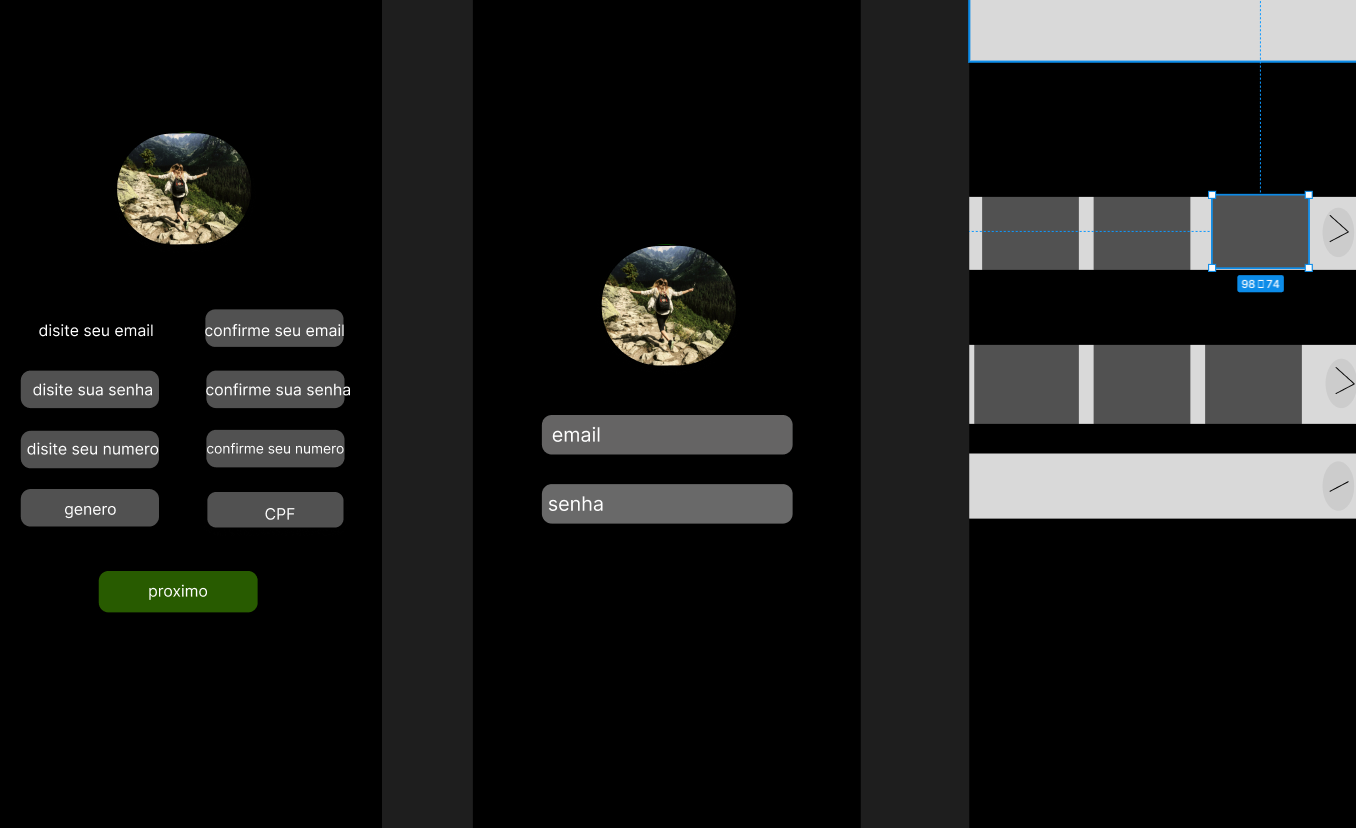 disite seu email
confirme seu email
disite sua senha
confirme sua senha
disite seu numero
confirme seu numero
genero
CPF
proximo
email
senha
98 74